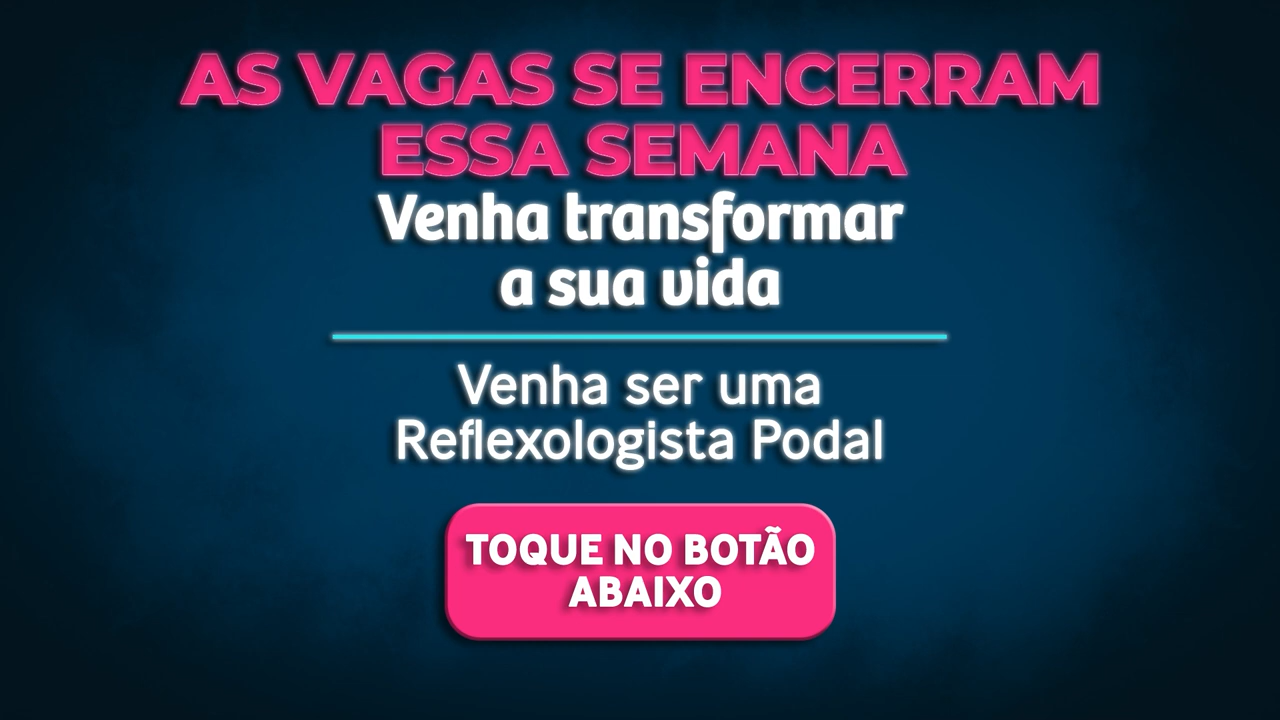 AS VAGAS SE ENCERRAM
ESSA SEMANA
Venha transformar
a sua vida
Venha ser uma
Reflexologista Podal
TOQUE NO BOTÃO
ABAIXO